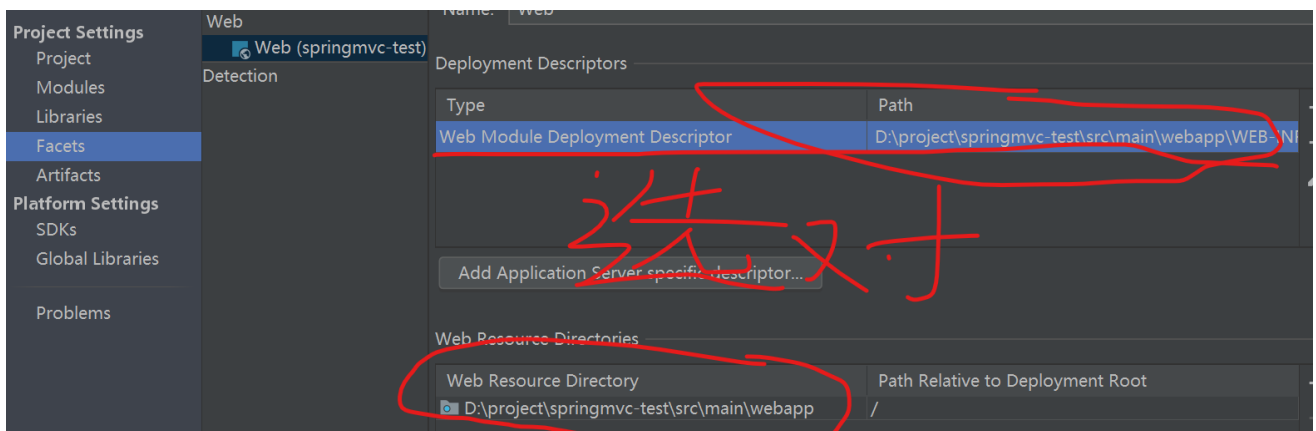 Name: Web
Project Settings
Project
Modules
Libraries
Facets
Artifacts
Platform Settings
SDKs
Global Libraries
Problems
Web
Web (springmvc-test)
Detection
Deployment Descriptors
Type Path
Web Module Deployment Descriptor D:\project\springmvc-test\src\main\webapp\WEB-INF
选对
Add Application Server specific descriptor...
Web Resource Directories
Web Resource Directory Path Relative to Deployment Root
D:\project\springmvc-test\src\main\webapp /